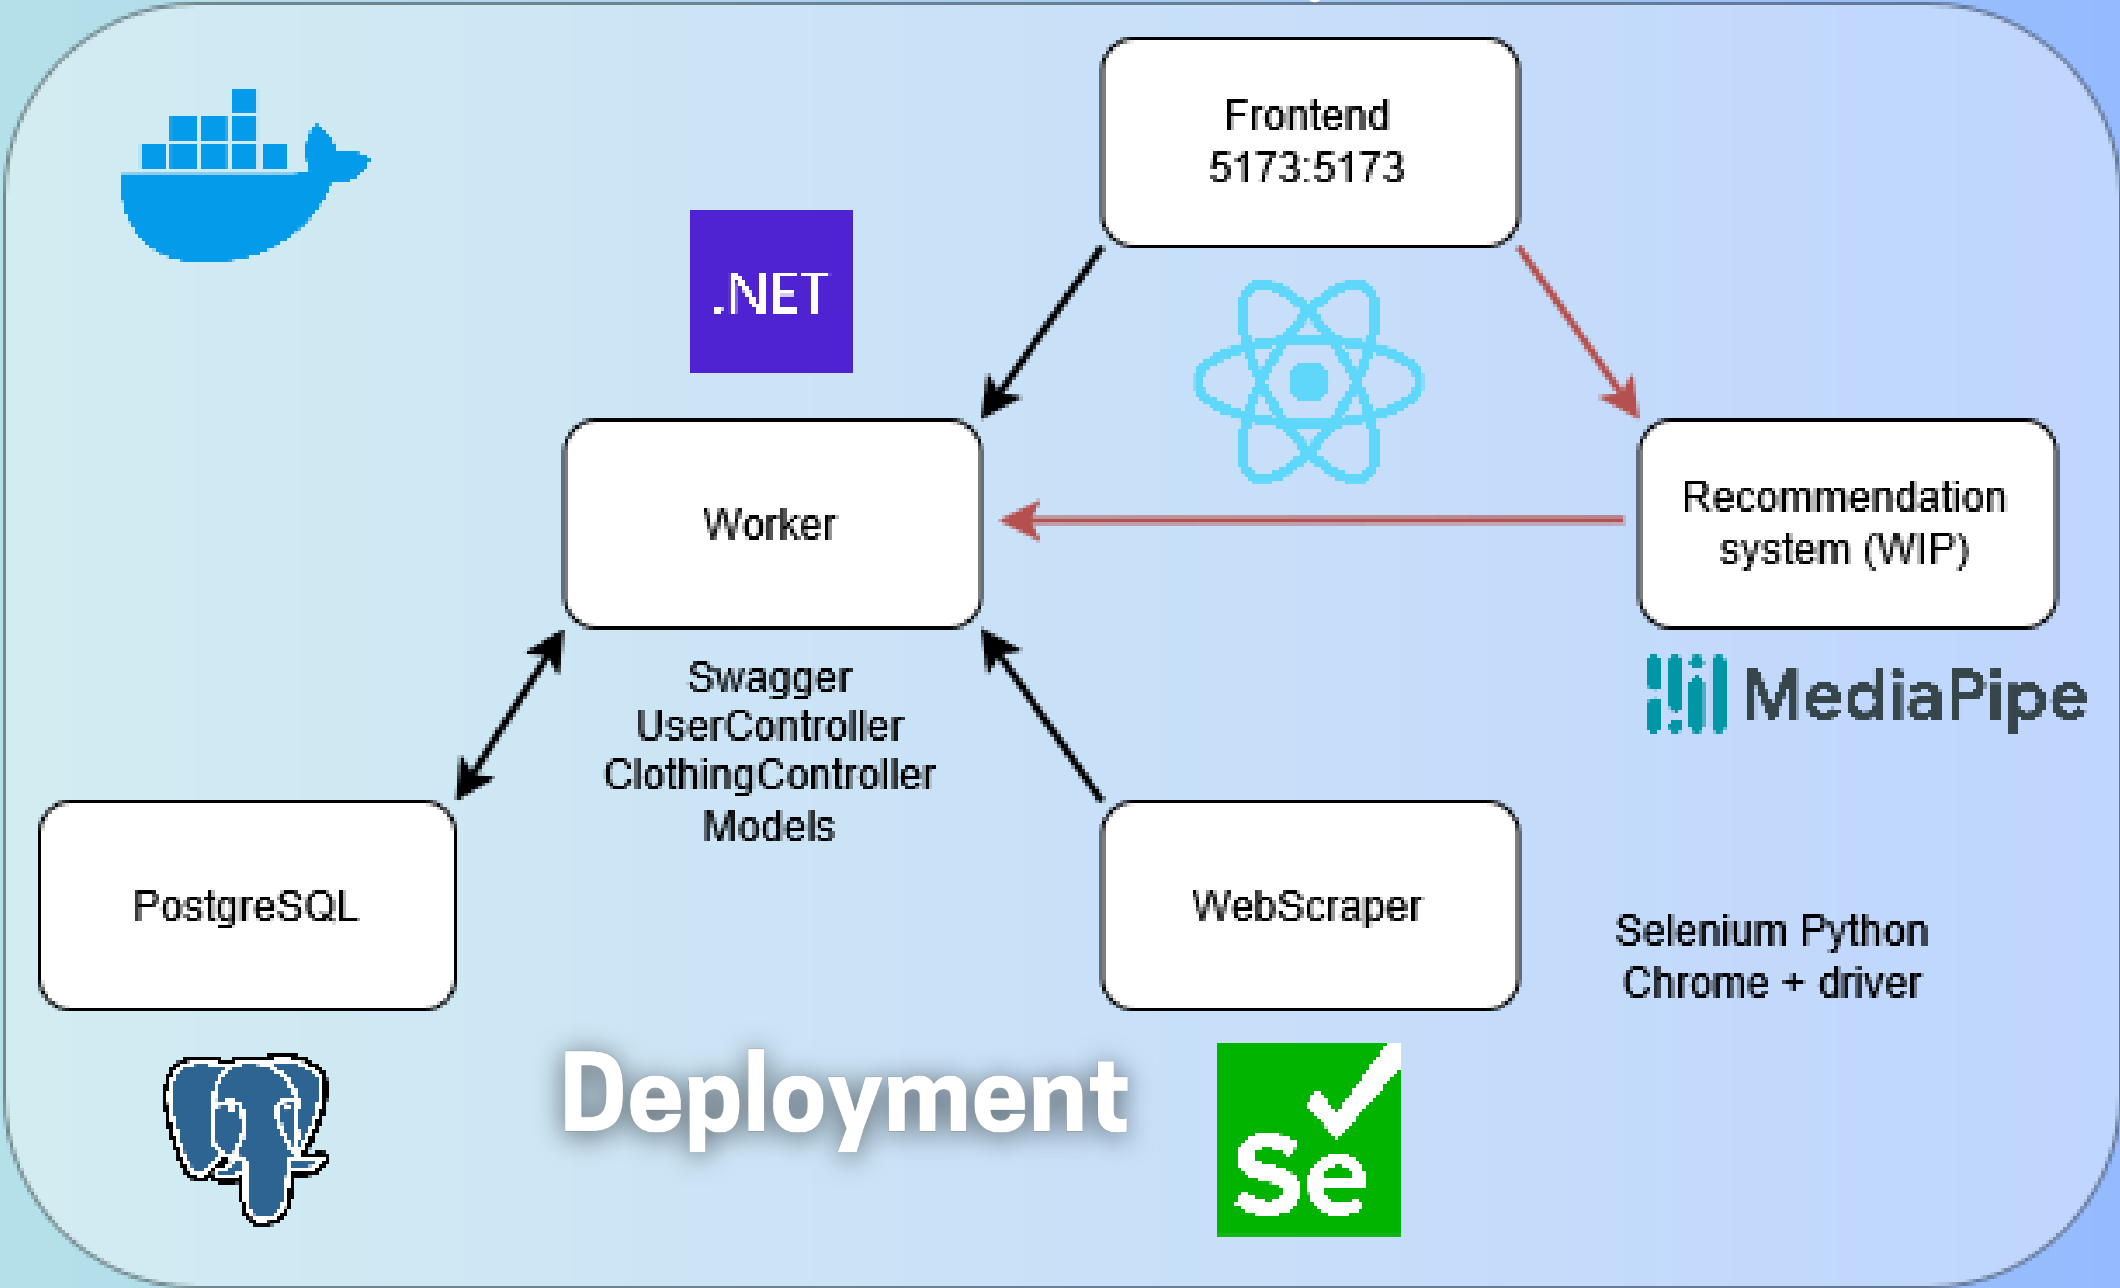 Frontend
5173:5173
.NET
Worker
Recommendation
system (WIP)
Swagger
UserController
ClothingController
Models
MediaPipe
PostgreSQL
WebScraper
Selenium Python
Chrome + driver
Deployment
Se